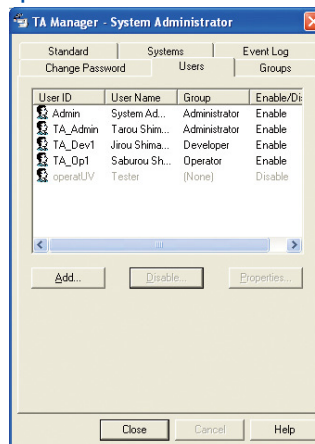 TA Manager - System Administrator
Standard Systems Event Log
Change Password Users Groups
User ID User Name Group Enable/Dis
Admin System Ad... Administrator Enable
TA_Admin Tarou Shim... Administrator Enable
TA_Dev1 Jirou Shima... Developer Enable
TA_Op1 Saburou Sh... Operator Enable
operatUV Tester (None) Disable
Add... Disable... Properties...
Close Cancel Help